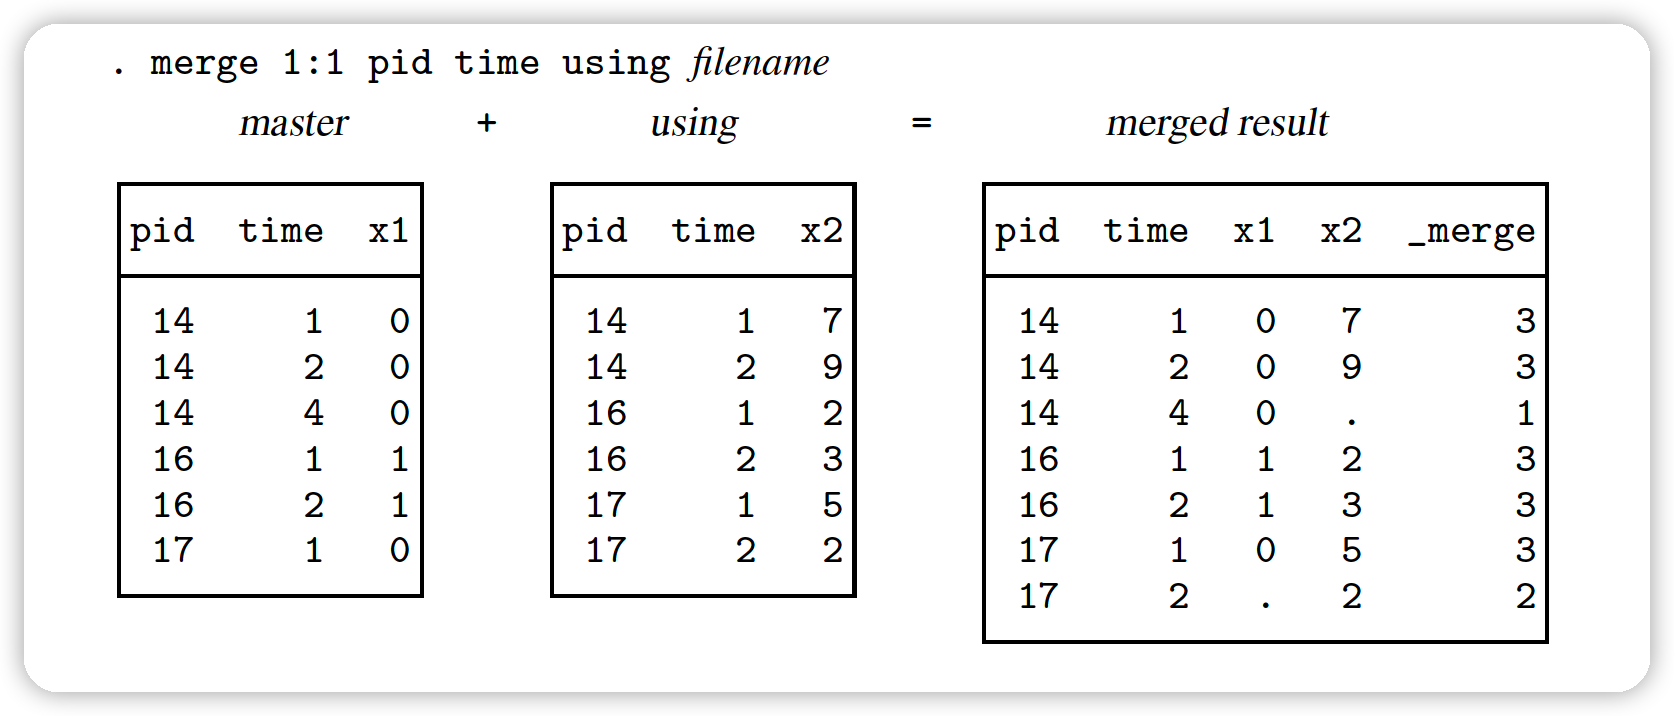 . merge 1:1 pid time using filename
master + using = merged result
pid time x1 pid time x2 pid time x1 x2 _merge
14 1 0 14 1 7 14 1 0 7 3
14 2 0 14 2 9 14 2 0 9 3
14 4 0 16 1 2 14 4 0 . 1
16 1 1 16 2 3 16 1 1 2 3
16 2 1 17 1 5 16 2 1 3 3
17 1 0 17 2 2 17 1 0 5 3
17 2 . 2 2